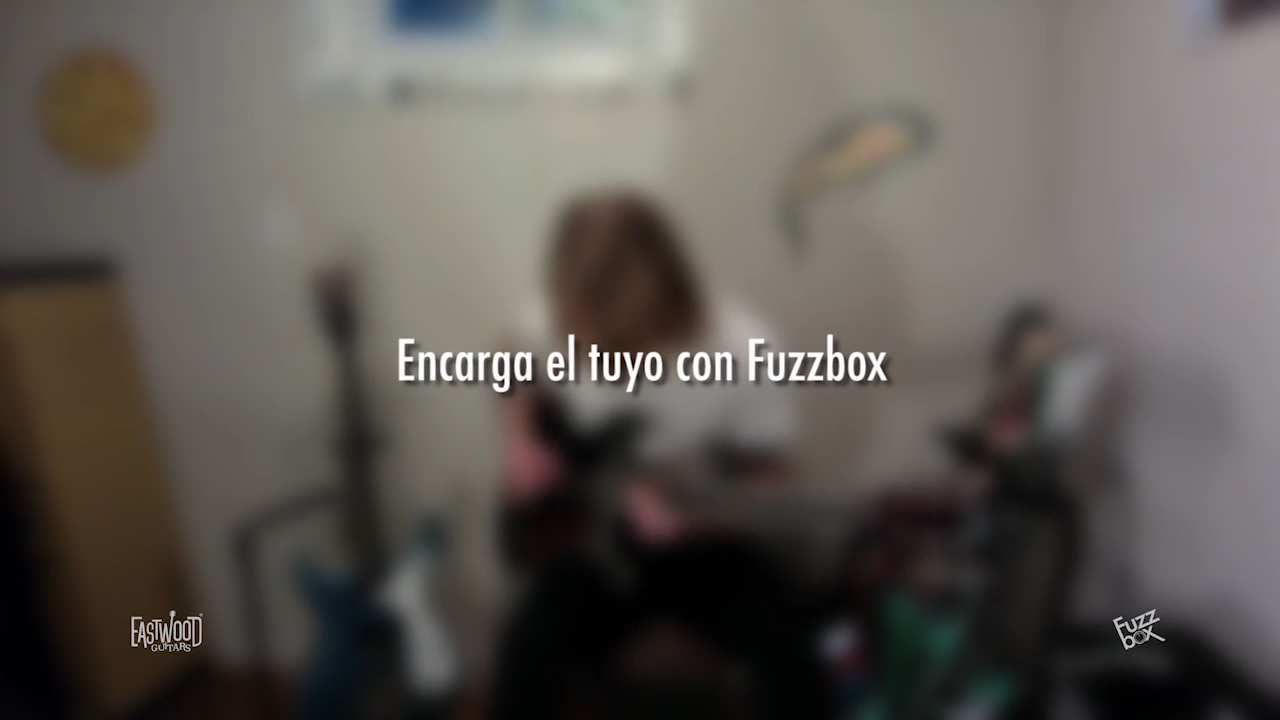 Encarga el tuyo con Fuzzbox
EASTWOOD
GUITARS
FUZZ
box